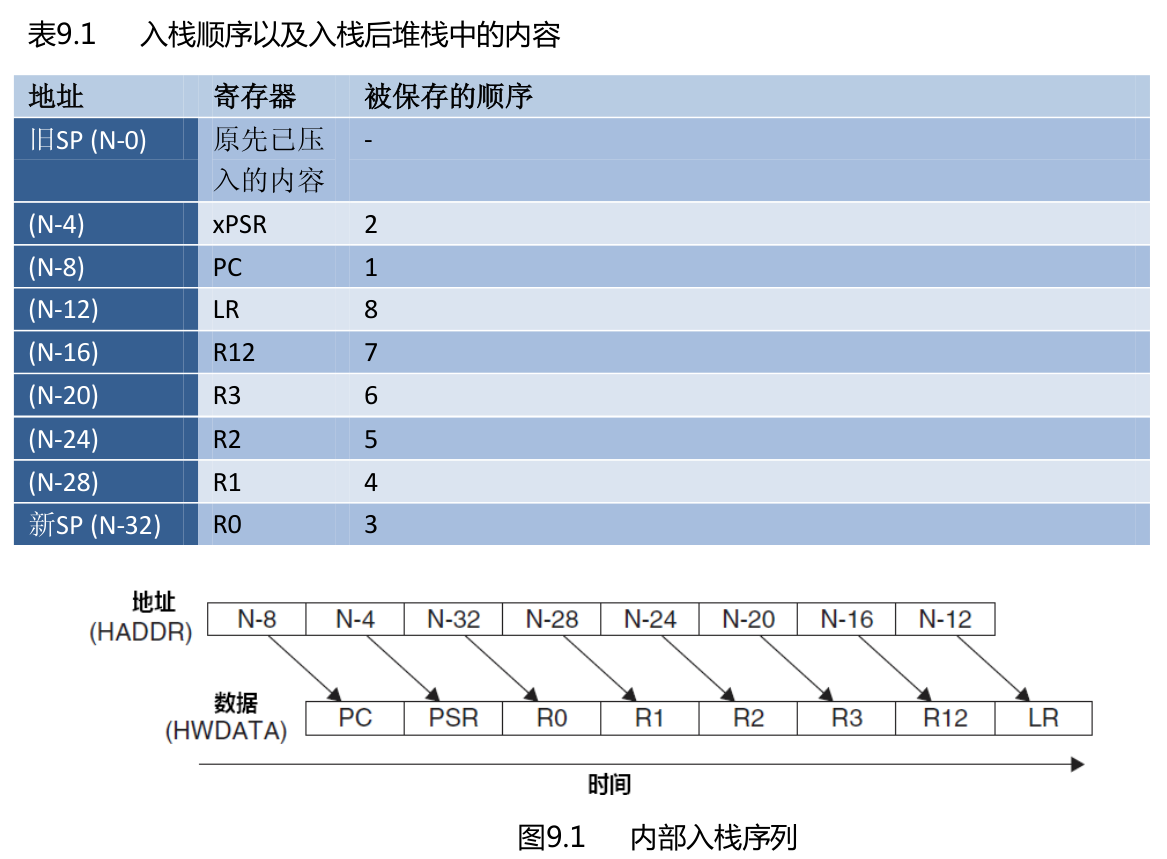 表9.1 入栈顺序以及入栈后堆栈中的内容
地址 寄存器 被保存的顺序
旧SP (N-0) 原先已压 -
入的内容
(N-4) xPSR 2
(N-8) PC 1
(N-12) LR 8
(N-16) R12 7
(N-20) R3 6
(N-24) R2 5
(N-28) R1 4
新SP (N-32) R0 3
地址
(HADDR)
N-8 N-4 N-32 N-28 N-24 N-20 N-16 N-12
数据
(HWDATA)
PC PSR R0 R1 R2 R3 R12 LR
时间
图9.1 内部入栈序列